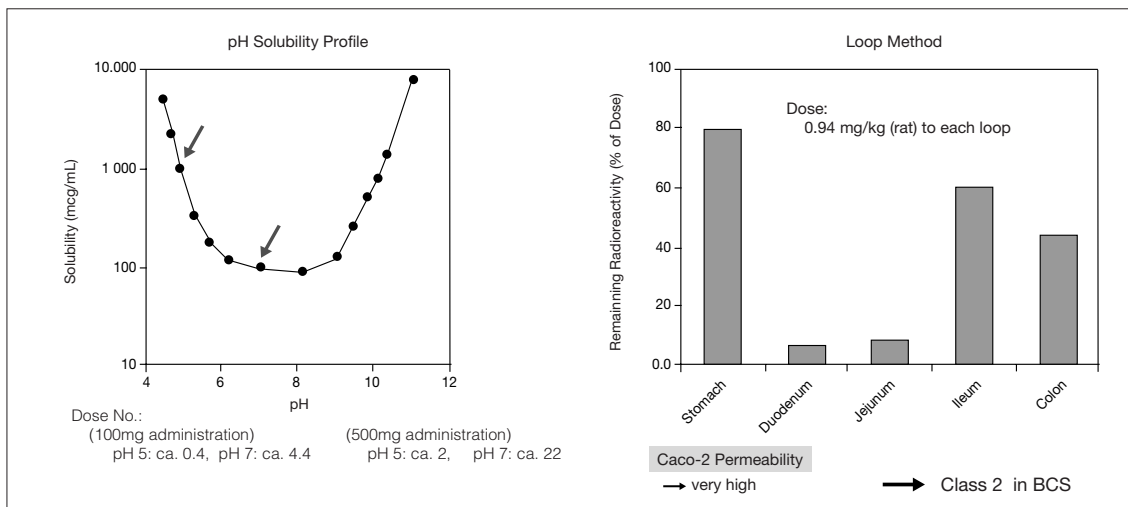 pH Solubility Profile
10.000
1 000
100
10
Solubility (mcg/mL)
4 6 8 10 12
pH
Dose No.:
(100mg administration) (500mg administration)
pH 5: ca. 0.4, pH 7: ca. 4.4 pH 5: ca. 2, pH 7: ca. 22
Loop Method
100
80
60
40
20
0.0
Remainning Radioreactivity (% of Dose)
Dose:
0.94 mg/kg (rat) to each loop
Stomach
Duodenum
Jejunum
Ileum
Colon
Caco-2 Permeability
→ very high
→ Class 2 in BCS